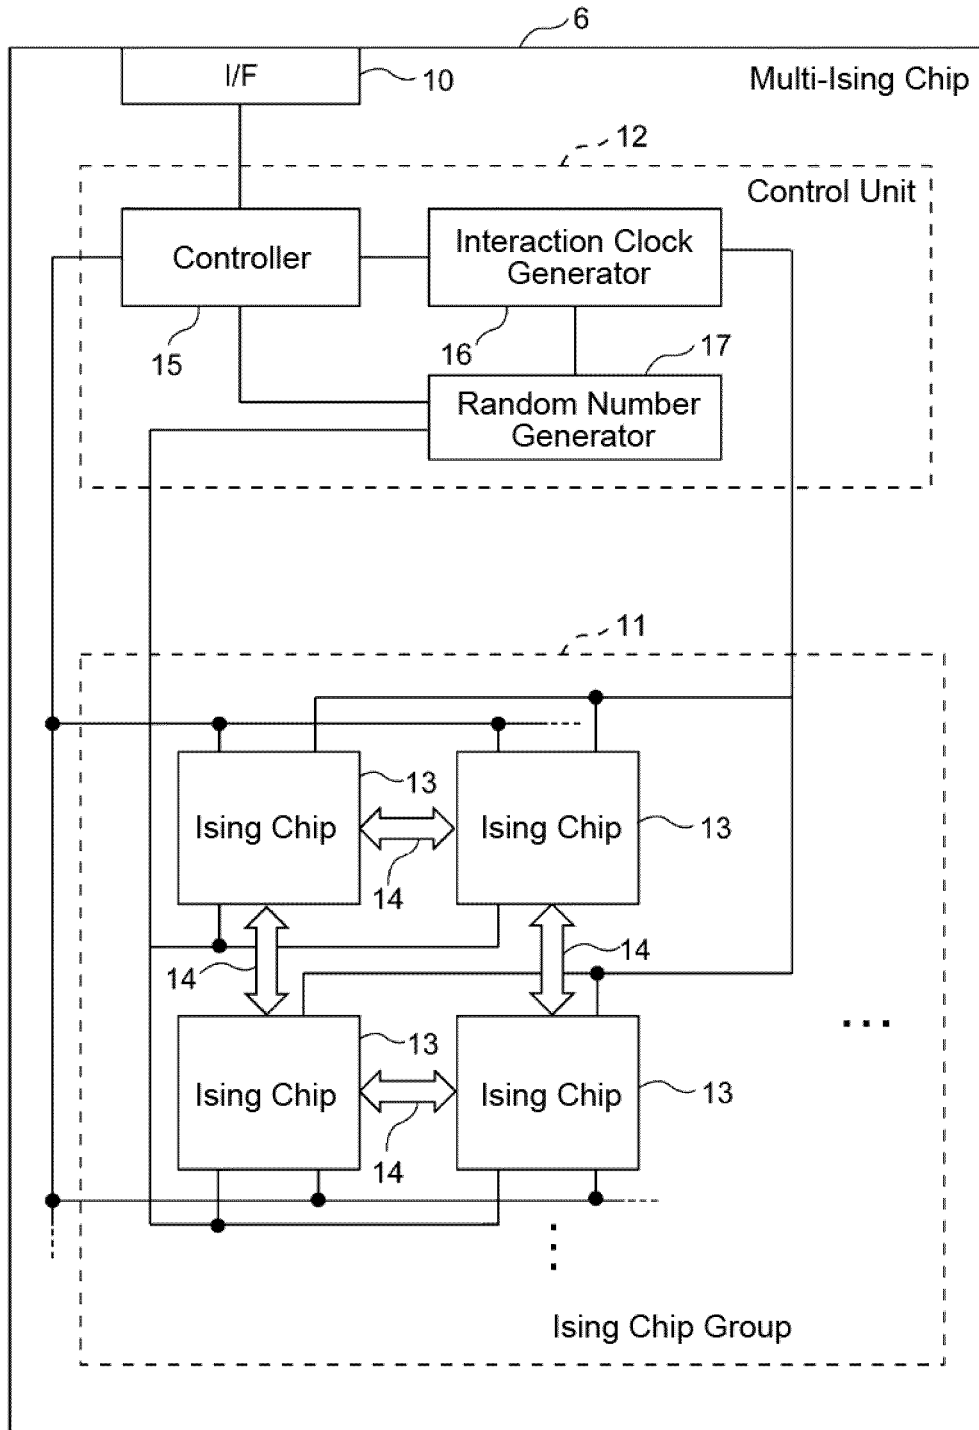 6
I/F
10
Multi-Ising Chip
12
Control Unit
Controller
Interaction Clock
Generator
15
16
17
Random Number
Generator
11
13
Ising Chip
Ising Chip
13
14
14
14
13
Ising Chip
Ising Chip
13
14
...
⋮
Ising Chip Group